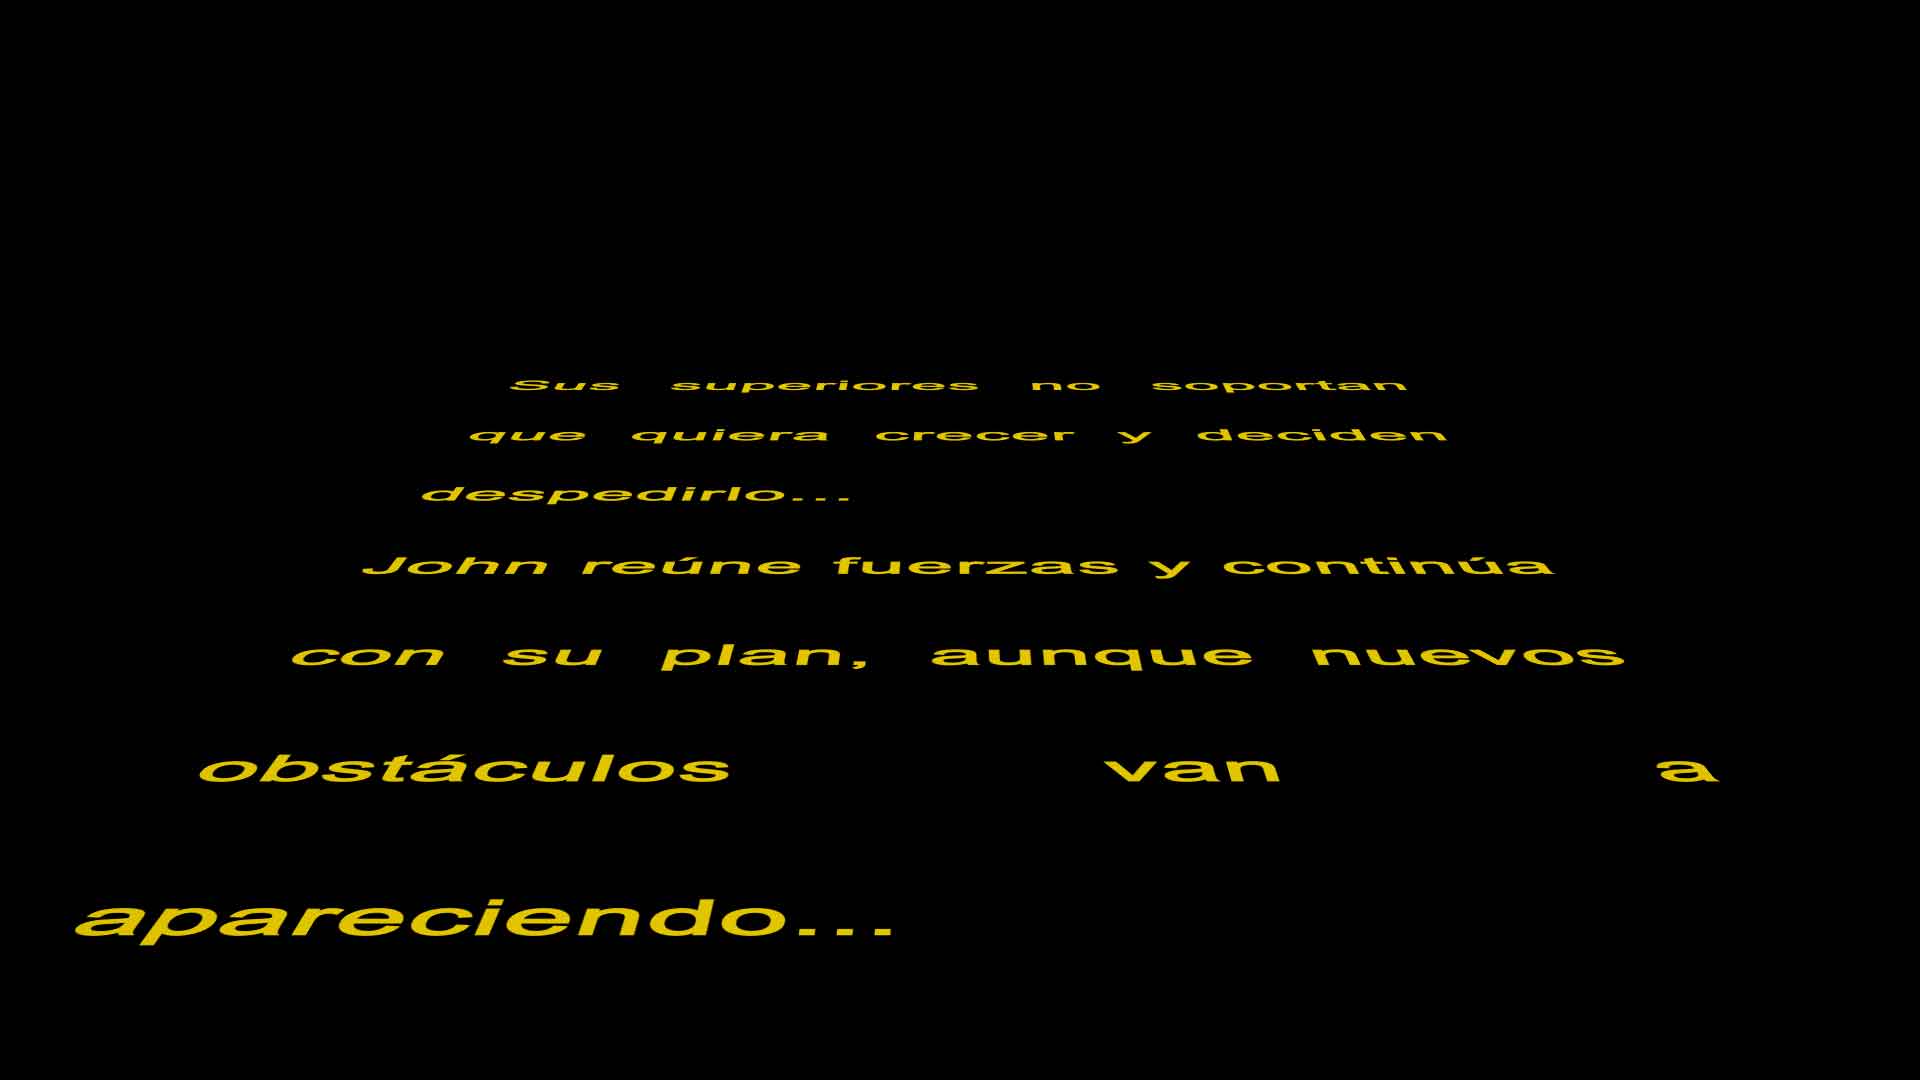 Sus superiores no soportan
que quiera crecer y deciden
despedirlo...
John reúne fuerzas y continúa
con su plan, aunque nuevos
obstáculos van a
apareciendo...